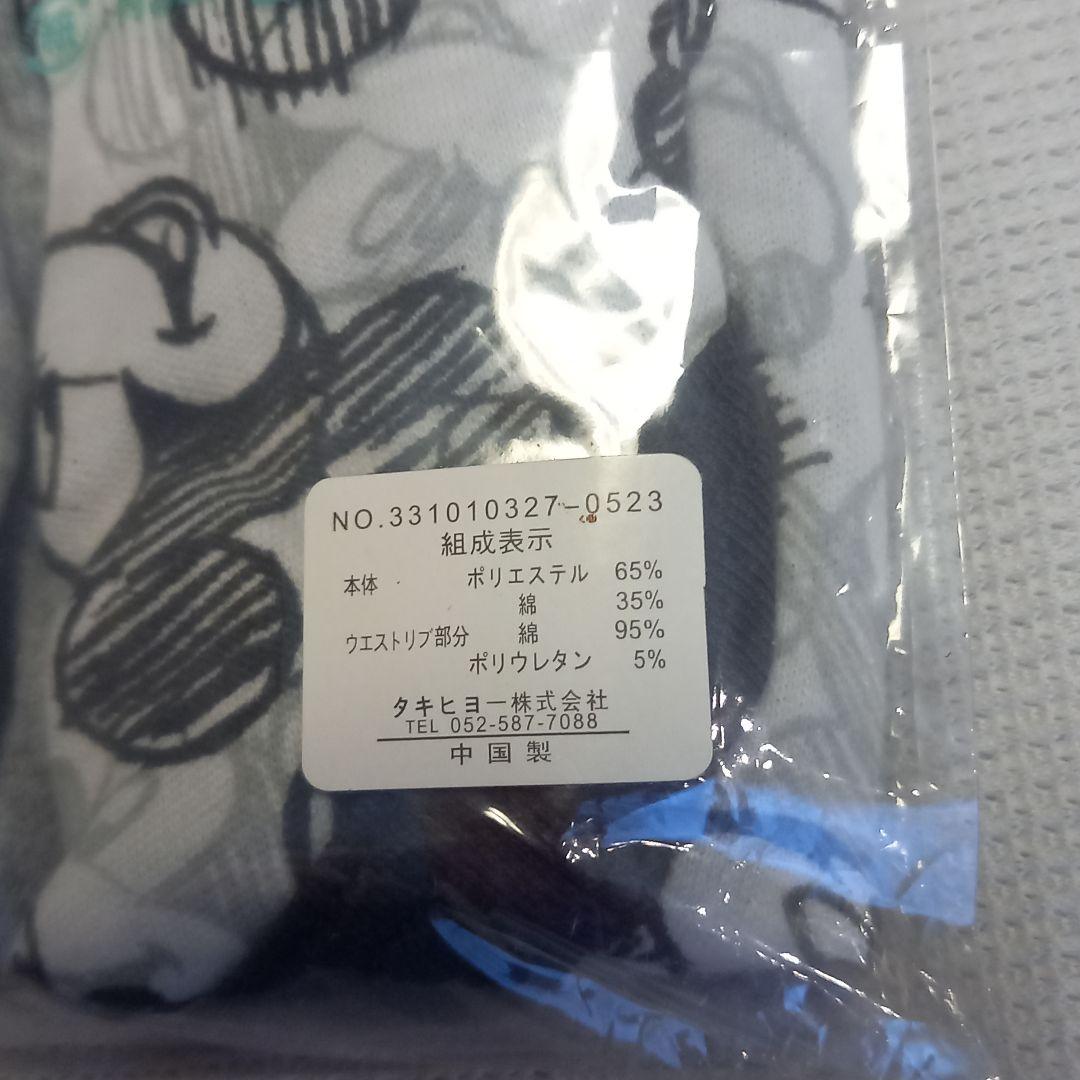 NO.331010327-0523
組成表示
本体 ポリエステル 65%
綿 35%
ウエストリブ部分 綿 95%
ポリウレタン 5%
タキヒヨー株式会社
TEL 052-587-7088
中国製